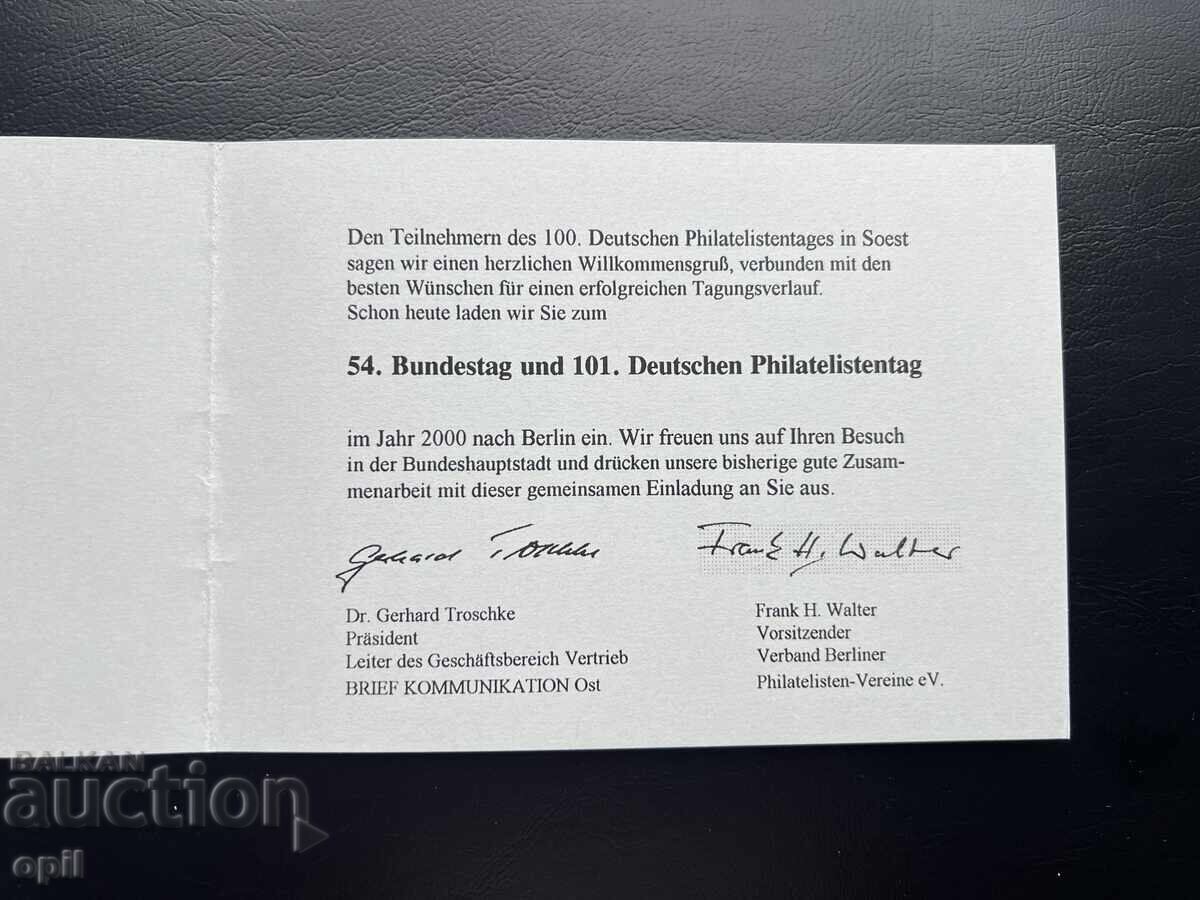 Den Teilnehmern des 100. Deutschen Philatelistentages in Soest
sagen wir einen herzlichen Willkommensgruß, verbunden mit den
besten Wünschen für einen erfolgreichen Tagungsverlauf.
Schon heute laden wir Sie zum
54. Bundestag und 101. Deutschen Philatelistentag
im Jahr 2000 nach Berlin ein. Wir freuen uns auf Ihren Besuch
in der Bundeshauptstadt und drücken unsere bisherige gute Zusam-
menarbeit mit dieser gemeinsamen Einladung an Sie aus.
Gerhard Troschke
Frank H. Walter
Dr. Gerhard Troschke
Präsident
Leiter des Geschäftsbereich Vertrieb
BRIEF KOMMUNIKATION Ost
Frank H. Walter
Vorsitzender
Verband Berliner
Philatelisten-Vereine eV.
BALKAN
auction
opil